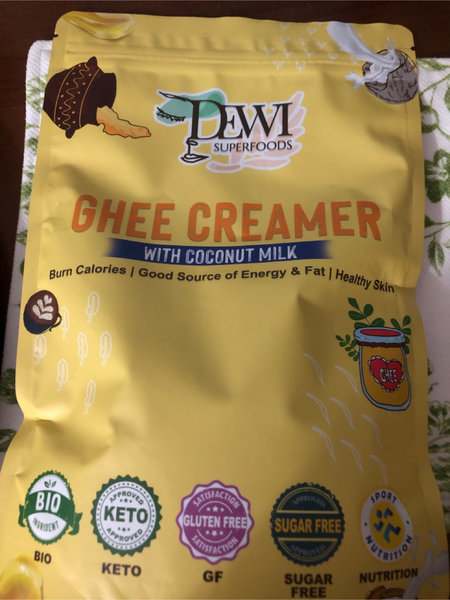 DEWI
SUPERFOODS
GHEE CREAMER
WITH COCONUT MILK
Burn Calories | Good Source of Energy & Fat | Healthy Skin
GHEE
BIO
BIO
APPROVED
KETO
APPROVED
KETO
SATISFACTION
GLUTEN FREE
SATISFACTION
GF
APPROVED
SUGAR FREE
APPROVED
SUGAR
FREE
SPORT
NUTRITION
NUTRITION